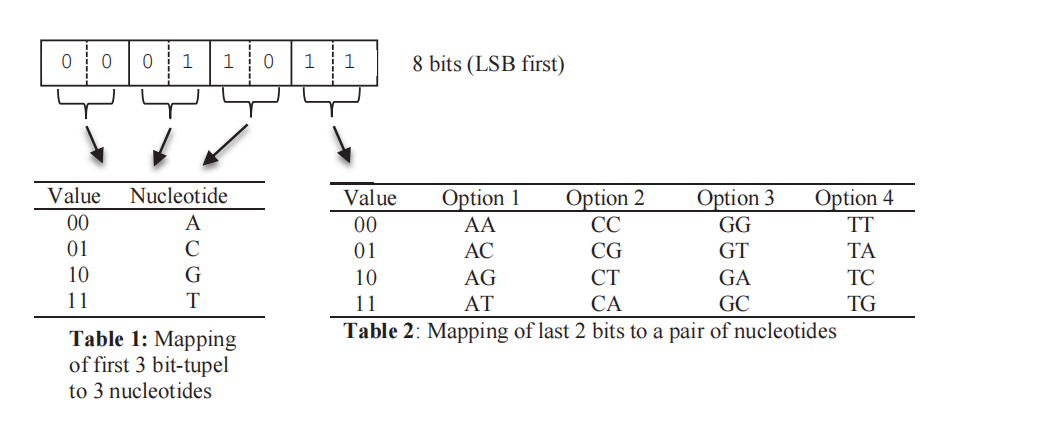 0 0 0 1 1 0 1 1 8 bits (LSB first)
Value Nucleotide
00 A
01 C
10 G
11 T
Table 1: Mapping
of first 3 bit-tupel
to 3 nucleotides
Value Option 1 Option 2 Option 3 Option 4
00 AA CC GG TT
01 AC CG GT TA
10 AG CT GA TC
11 AT CA GC TG
Table 2: Mapping of last 2 bits to a pair of nucleotides